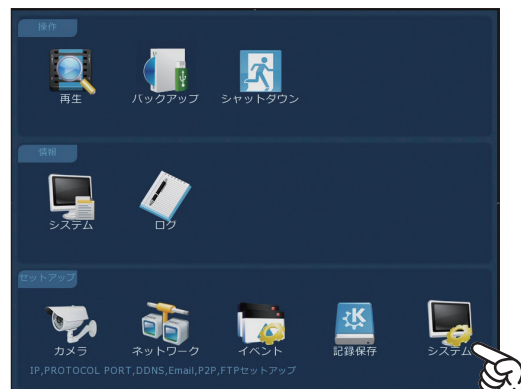 操作
再生 バックアップ シャットダウン
情報
システム ログ
セットアップ
カメラ ネットワーク イベント 記録保存 システム
IP,PROTOCOL PORT,DDNS,Email,P2P,FTPセットアップ